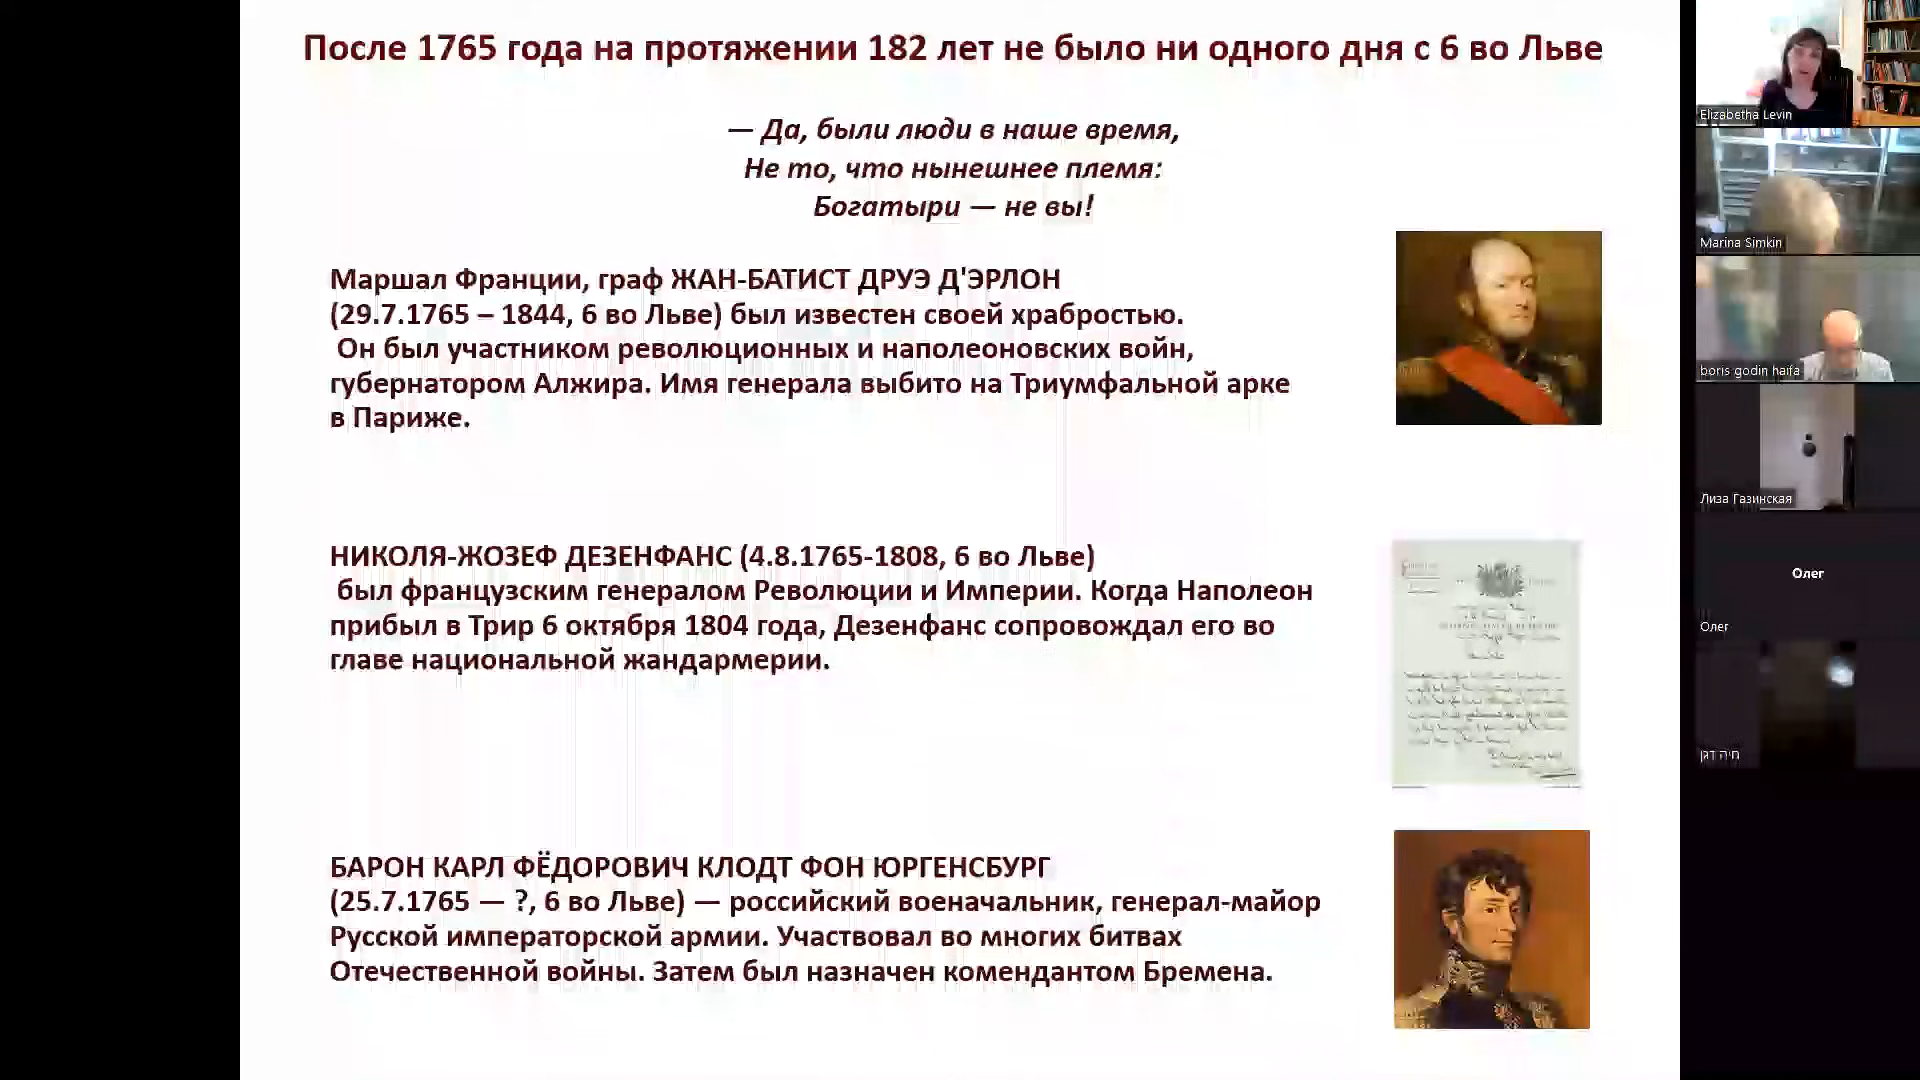 После 1765 года на протяжении 182 лет не было ни одного дня с 6 во Льве
— Да, были люди в наше время,
Не то, что нынешнее племя:
Богатыри — не вы!
Маршал Франции, граф ЖАН-БАТИСТ ДРУЭ Д'ЭРЛОН
(29.7.1765 – 1844, 6 во Льве) был известен своей храбростью.
Он был участником революционных и наполеоновских войн,
губернатором Алжира. Имя генерала выбито на Триумфальной арке
в Париже.
НИКОЛЯ-ЖОЗЕФ ДЕЗЕНФАНС (4.8.1765-1808, 6 во Льве)
был французским генералом Революции и Империи. Когда Наполеон
прибыл в Трир 6 октября 1804 года, Дезенфанс сопровождал его во
главе национальной жандармерии.
БАРОН КАРЛ ФЁДОРОВИЧ КЛОДТ ФОН ЮРГЕНСБУРГ
(25.7.1765 — ?, 6 во Льве) — российский военачальник, генерал-майор
Русской императорской армии. Участвовал во многих битвах
Отечественной войны. Затем был назначен комендантом Бремена.
Elizabetha Levin
Marina Simkin
boris godin haifa
Лиза Газинская
Олег
Олег
חיה דגן